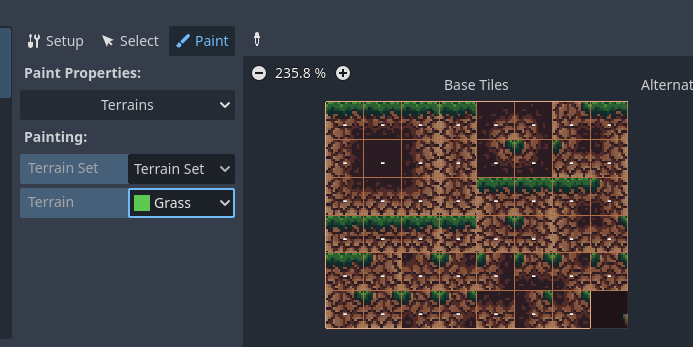 Setup Select Paint
Paint Properties:
Terrains
Painting:
Terrain Set Terrain Set
Terrain Grass
235.8 %
Base Tiles Alternat